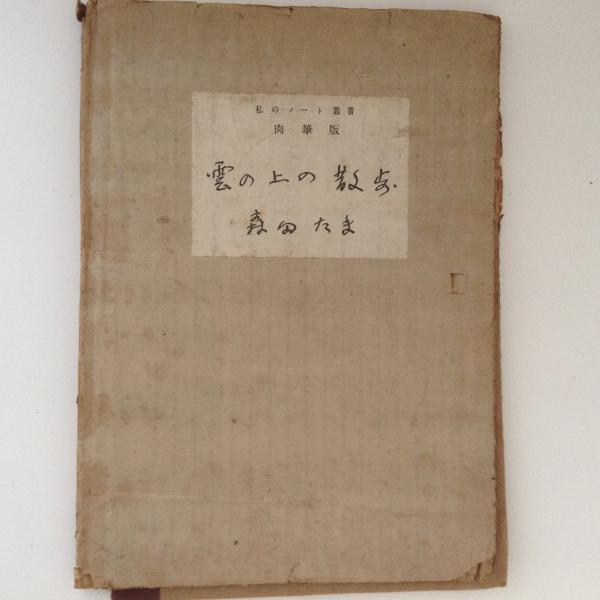 私のノート叢書
肉筆版
雲の上の散歩
森田たま